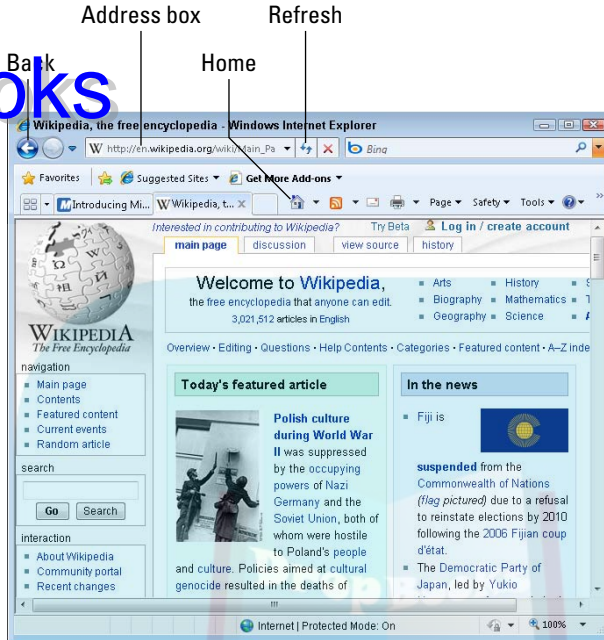 Address box
Refresh
Back
Home
oks
Wikipedia, the free encyclopedia - Windows Internet Explorer
W http://en.wikipedia.org/wiki/Main_Pa
Bing
Favorites
Suggested Sites
Get More Add-ons
Introducing Mi...
W Wikipedia, t... X
Page
Safety
Tools
Interested in contributing to Wikipedia?
Try Beta
Log in / create account
main page
discussion
view source
history
Welcome to Wikipedia,
the free encyclopedia that anyone can edit.
3,021,512 articles in English
Arts
History
Biography
Mathematics
Geography
Science
WIKIPEDIA
The Free Encyclopedia
Overview · Editing · Questions · Help Contents · Categories · Featured content · A–Z inde
navigation
Main page
Contents
Featured content
Current events
Random article
search
Go
Search
interaction
About Wikipedia
Community portal
Recent changes
Today's featured article
Polish culture
during World War
II was suppressed
by the occupying
powers of Nazi
Germany and the
Soviet Union, both of
whom were hostile
to Poland's people
and culture. Policies aimed at cultural
genocide resulted in the deaths of
In the news
Fiji is
suspended from the
Commonwealth of Nations
(flag pictured) due to a refusal
to reinstate elections by 2010
following the 2006 Fijian coup
d'état.
The Democratic Party of
Japan, led by Yukio
Internet | Protected Mode: On
100%